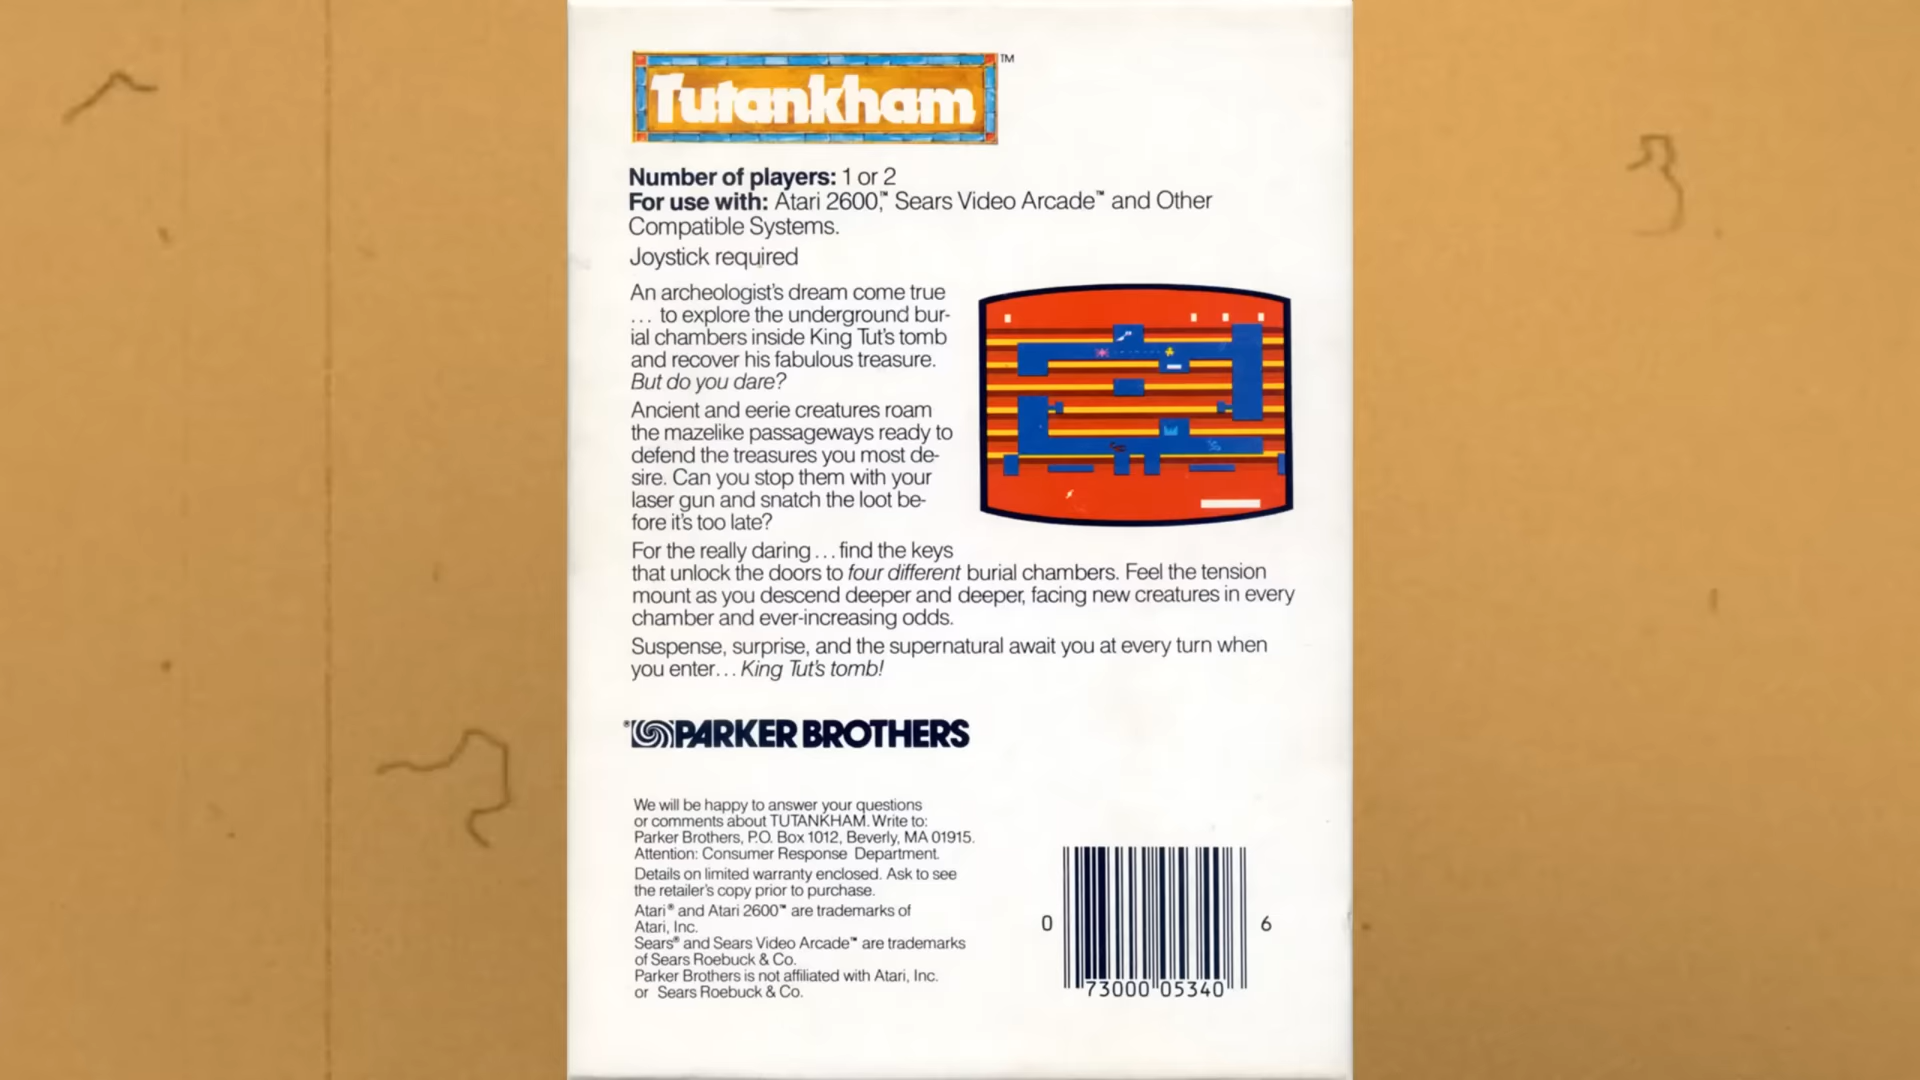 Tutankham™
Number of players: 1 or 2
For use with: Atari 2600,™ Sears Video Arcade™ and Other
Compatible Systems.
Joystick required
An archeologist's dream come true
... to explore the underground bur-
ial chambers inside King Tut's tomb
and recover his fabulous treasure.
But do you dare?
Ancient and eerie creatures roam
the mazelike passageways ready to
defend the treasures you most de-
sire. Can you stop them with your
laser gun and snatch the loot be-
fore it's too late?
For the really daring...find the keys
that unlock the doors to four different burial chambers. Feel the tension
mount as you descend deeper and deeper, facing new creatures in every
chamber and ever-increasing odds.
Suspense, surprise, and the supernatural await you at every turn when
you enter...King Tut's tomb!
®PARKER BROTHERS
We will be happy to answer your questions
or comments about TUTANKHAM. Write to:
Parker Brothers, P.O. Box 1012, Beverly, MA 01915.
Attention: Consumer Response Department.
Details on limited warranty enclosed. Ask to see
the retailer's copy prior to purchase.
Atari® and Atari 2600™ are trademarks of
Atari, Inc.
Sears® and Sears Video Arcade™ are trademarks
of Sears Roebuck & Co.
Parker Brothers is not affiliated with Atari, Inc.
or Sears Roebuck & Co.
0 73000 05340 6